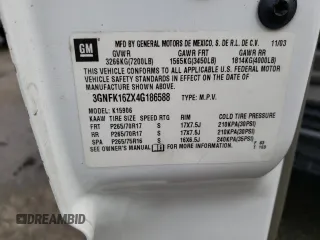 GM
MFD BY GENERAL MOTORS DE MEXICO, S. DE R.L. DE C.V. 11/03
GVWR GAWR FRT GAWR RR
3266KG(7200LB) 1565KG(3450LB) 1814KG(4000LB)
THIS VEHICLE CONFORMS TO ALL APPLICABLE U.S. FEDERAL MOTOR
VEHICLE SAFETY STANDARDS IN EFFECT ON THE DATE OF
MANUFACTURE SHOWN ABOVE.
3GNFK16ZX4G186588 TYPE: M.P.V.
MODEL: K15906
KAAW TIRE SIZE SPEED RTG RIM COLD TIRE PRESSURE
FRT P265/70R17 S 17X7.5J 210KPA(30PSI)
RR P265/70R17 S 17X7.5J 210KPA(30PSI)
SPA P265/75R16 S 16X6.5J 240KPA(35PSI)
SEE OWNER'S MANUAL FOR ADDITIONAL INFORMATION
© DREAMBID